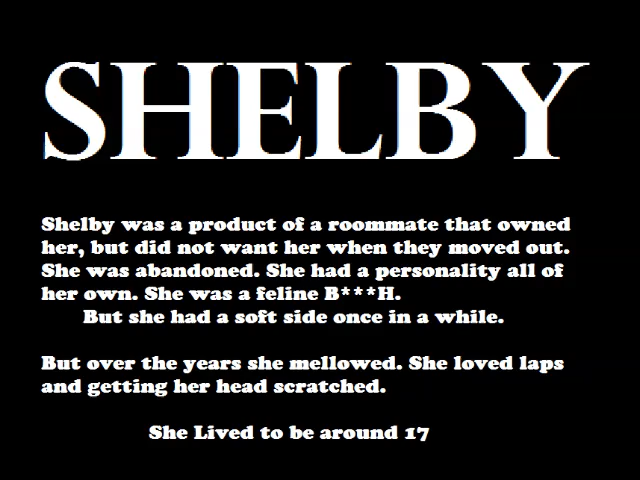 SHELBY
Shelby was a product of a roommate that owned
her, but did not want her when they moved out.
She was abandoned. She had a personality all of
her own. She was a feline B***H.
But she had a soft side once in a while.
But over the years she mellowed. She loved laps
and getting her head scratched.
She Lived to be around 17